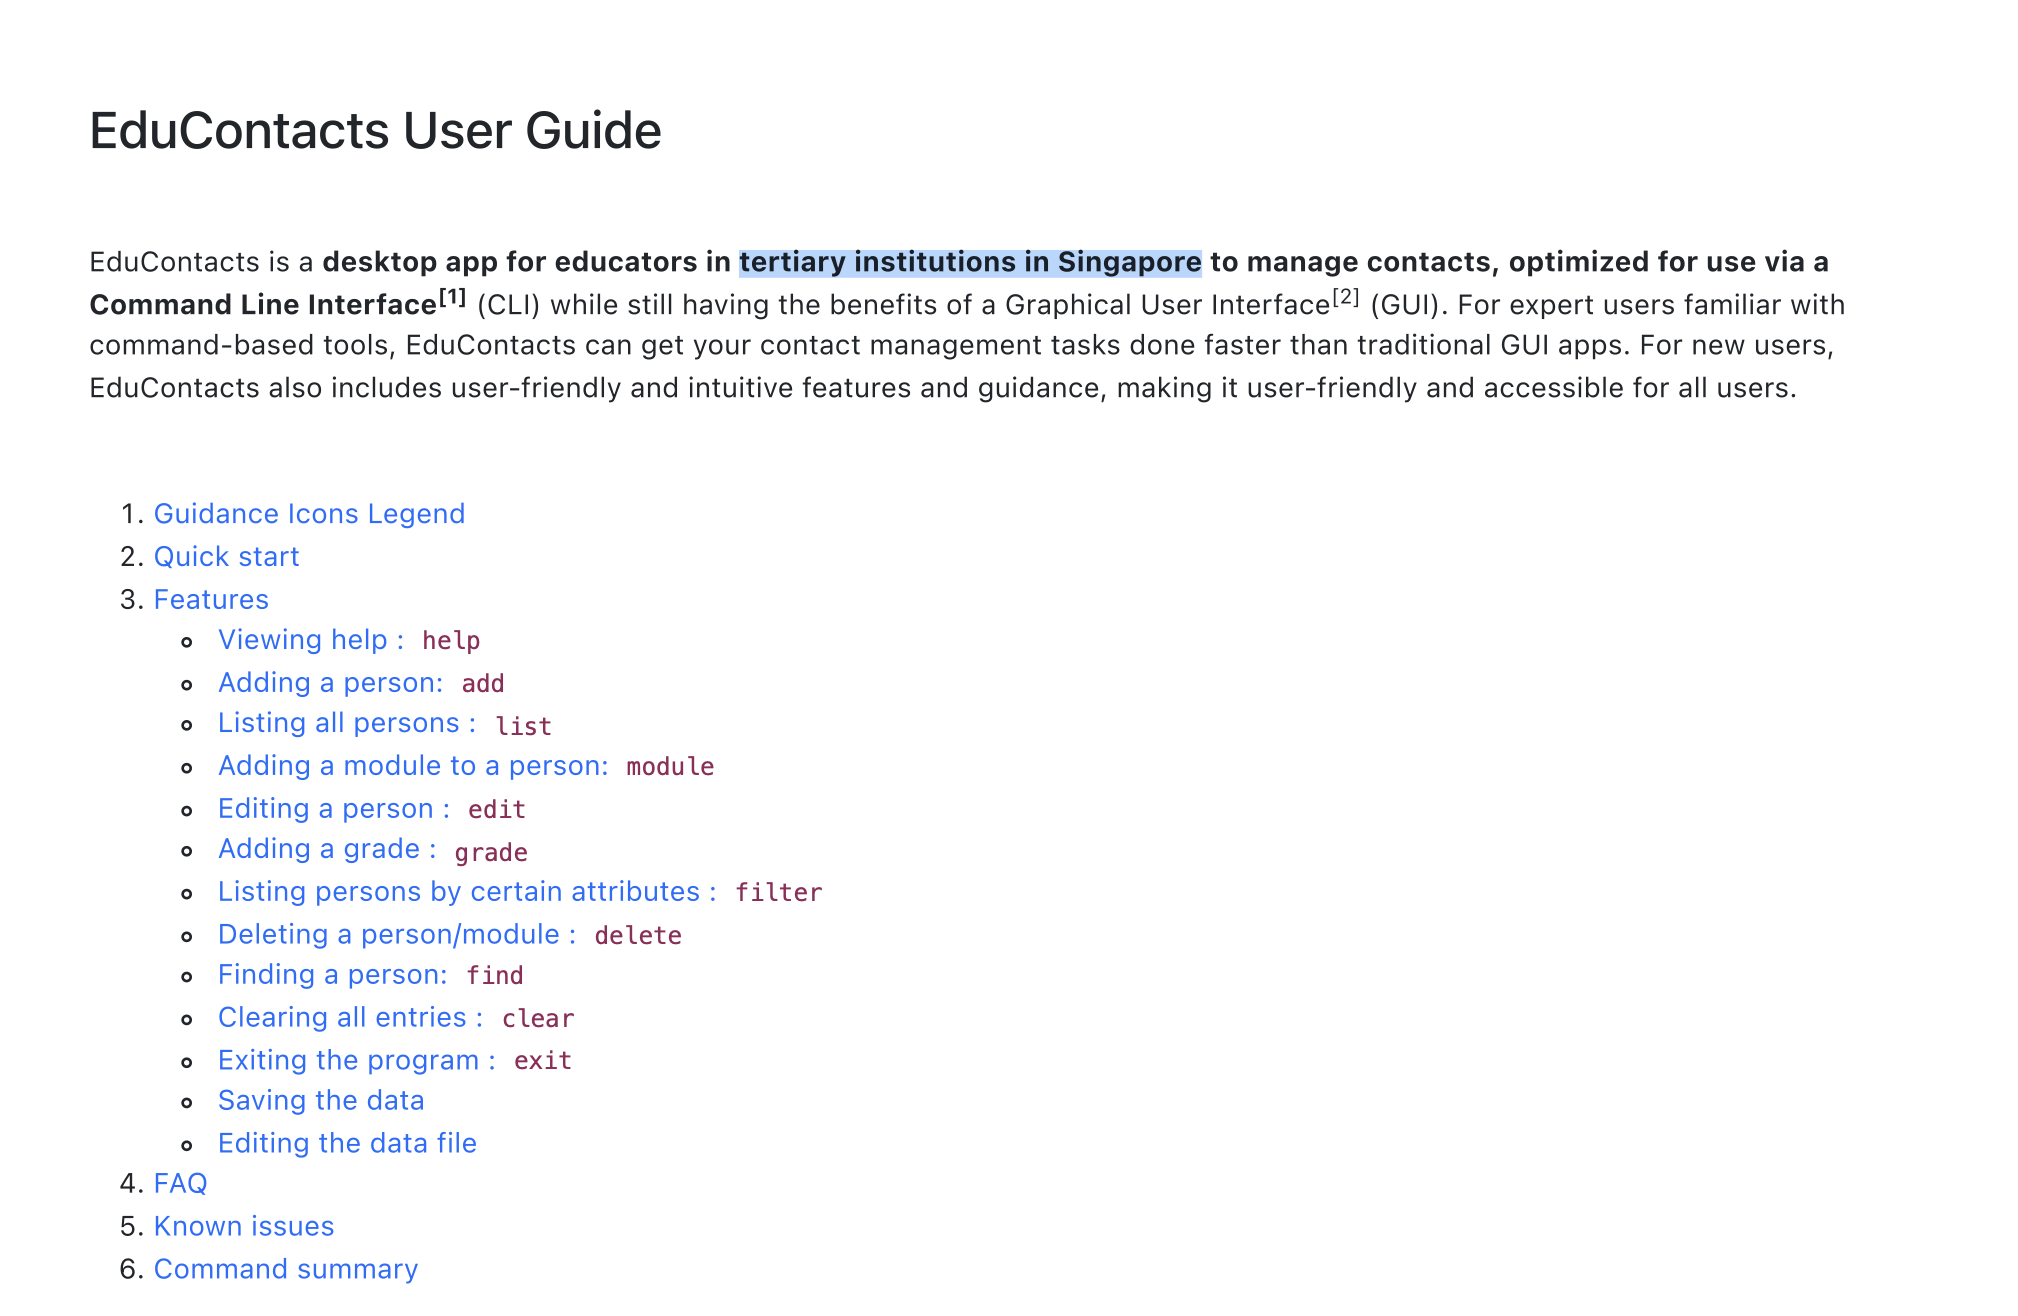 EduContacts User Guide
EduContacts is a desktop app for educators in tertiary institutions in Singapore to manage contacts, optimized for use via a
Command Line Interface[1] (CLI) while still having the benefits of a Graphical User Interface[2] (GUI). For expert users familiar with
command-based tools, EduContacts can get your contact management tasks done faster than traditional GUI apps. For new users,
EduContacts also includes user-friendly and intuitive features and guidance, making it user-friendly and accessible for all users.
1. Guidance Icons Legend
2. Quick start
3. Features
Viewing help : help
Adding a person: add
Listing all persons : list
Adding a module to a person: module
Editing a person : edit
Adding a grade : grade
Listing persons by certain attributes : filter
Deleting a person/module : delete
Finding a person: find
Clearing all entries : clear
Exiting the program : exit
Saving the data
Editing the data file
4. FAQ
5. Known issues
6. Command summary